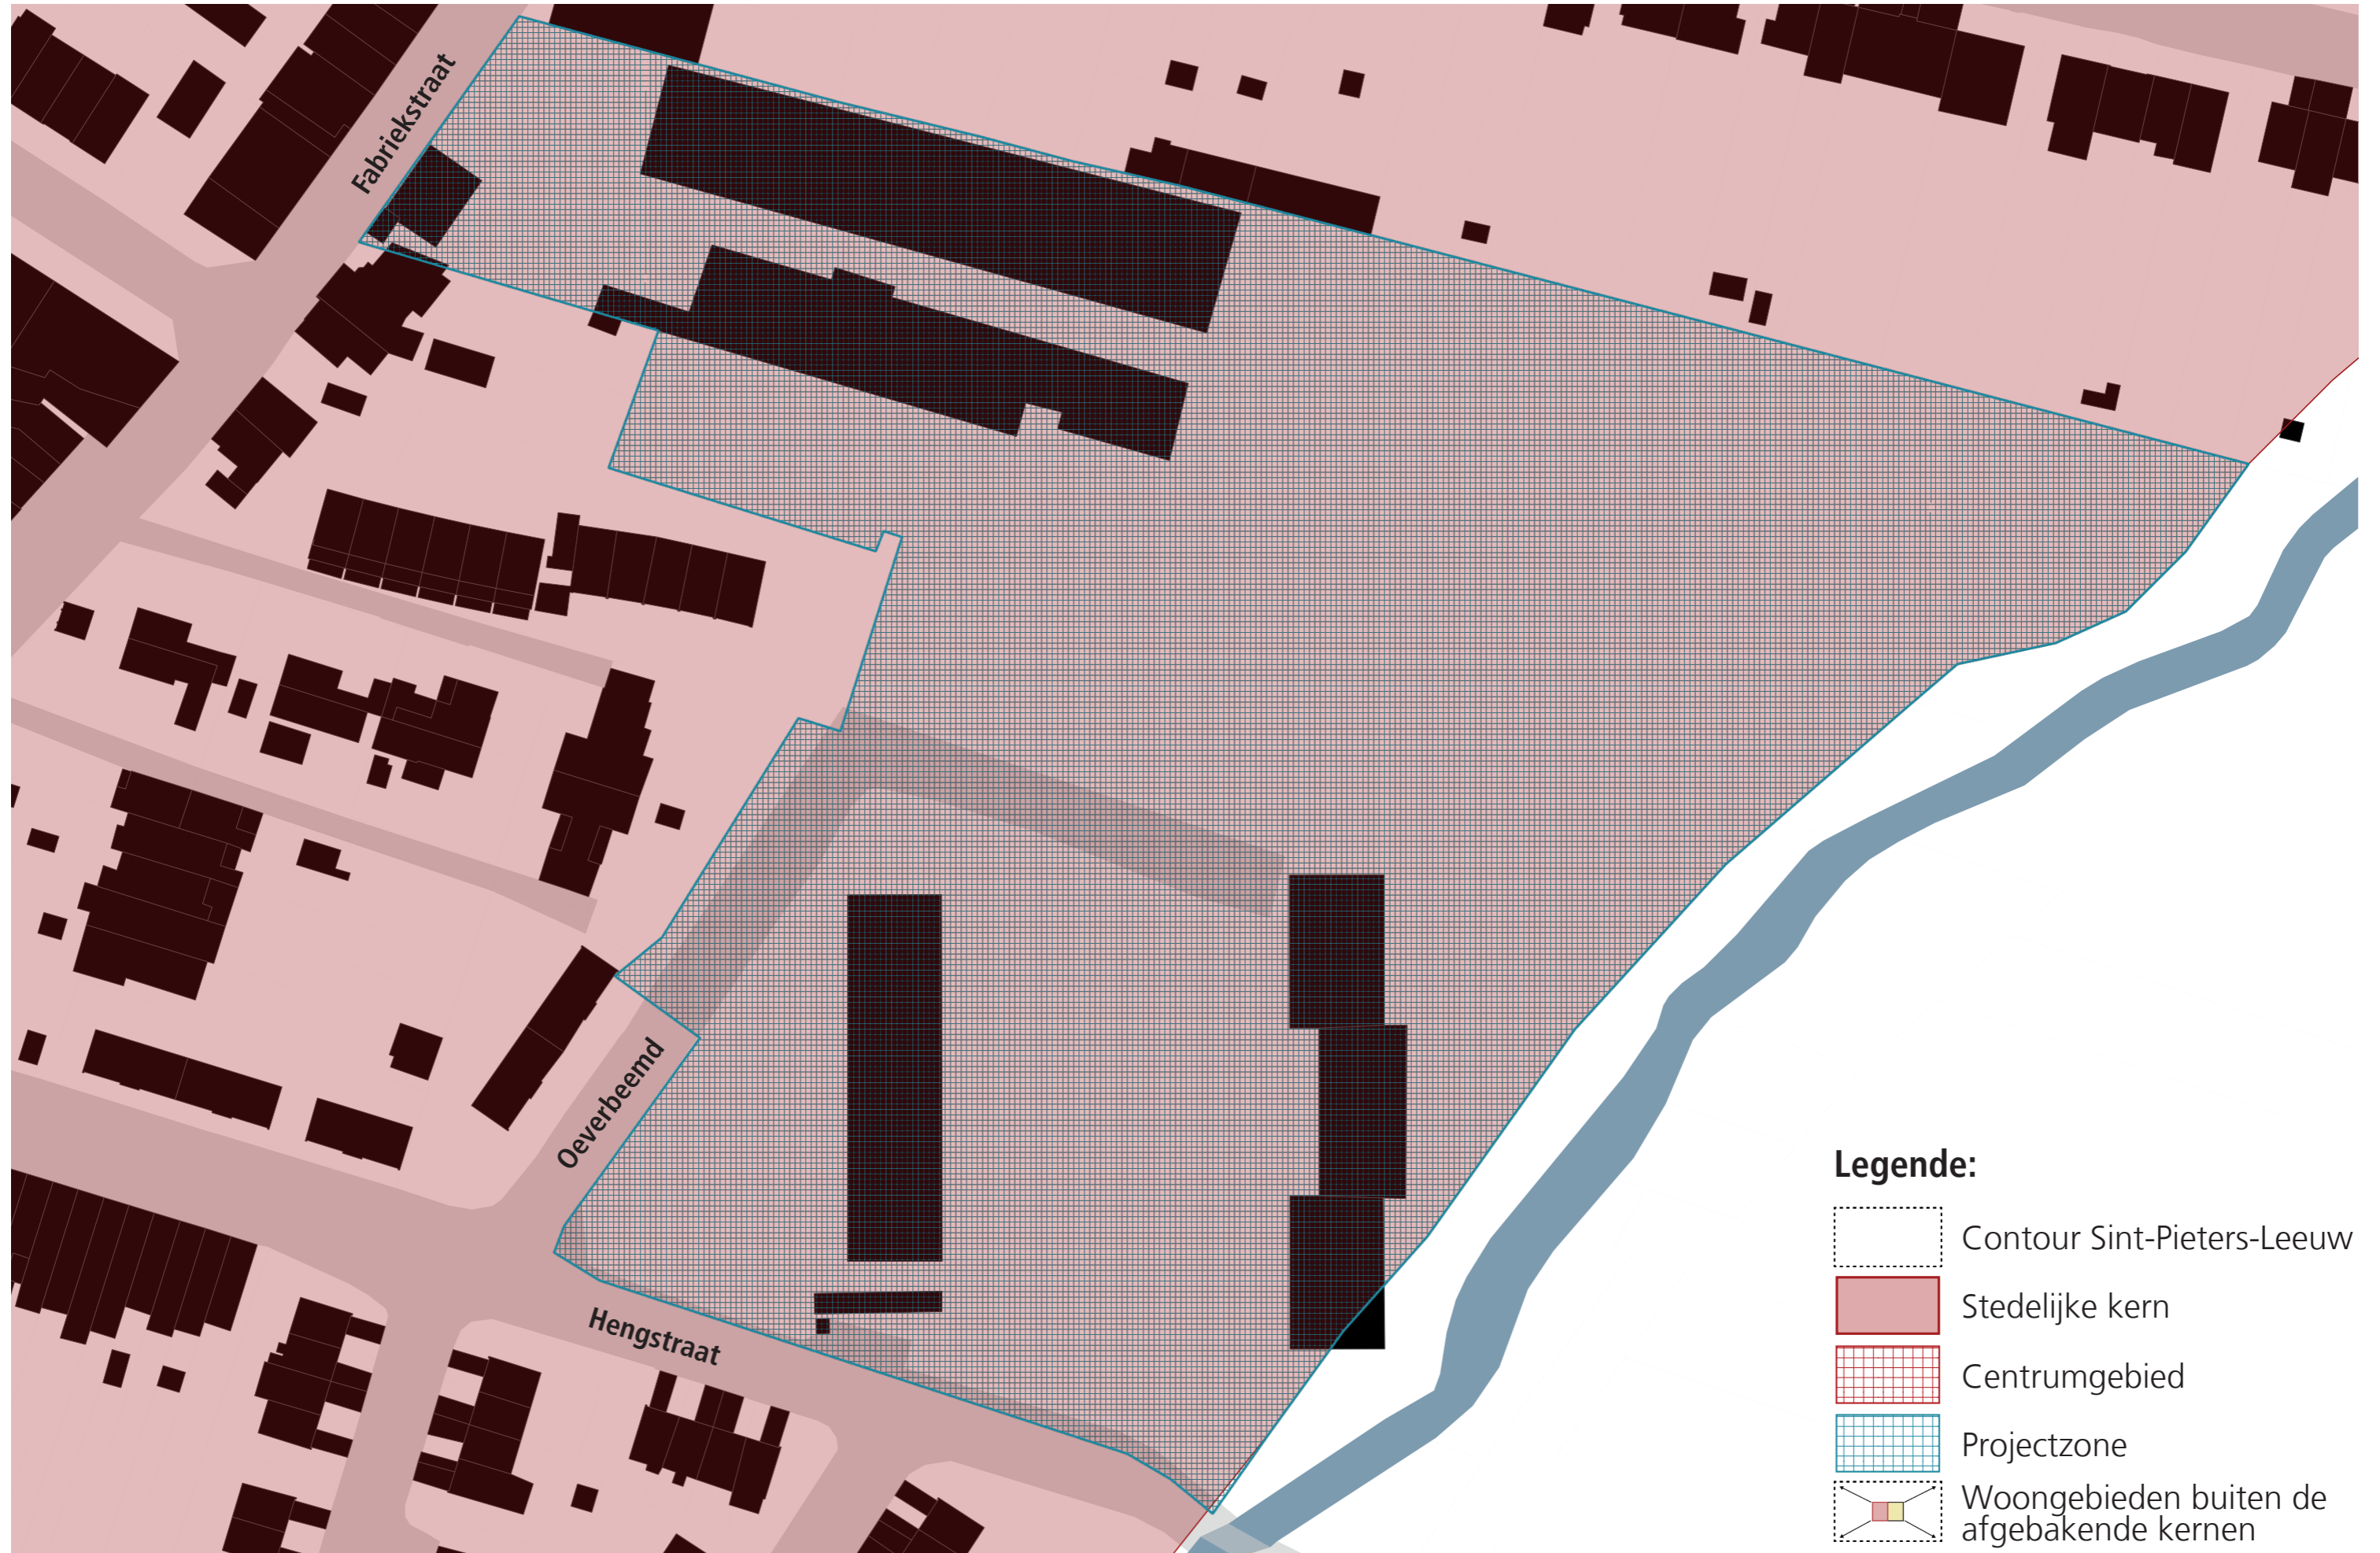 Fabriekstraat
Oeverbeemd
Hengstraat
Legende:
Contour Sint-Pieters-Leeuw
Stedelijke kern
Centrumgebied
Projectzone
Woongebieden buiten de
afgebakende kernen